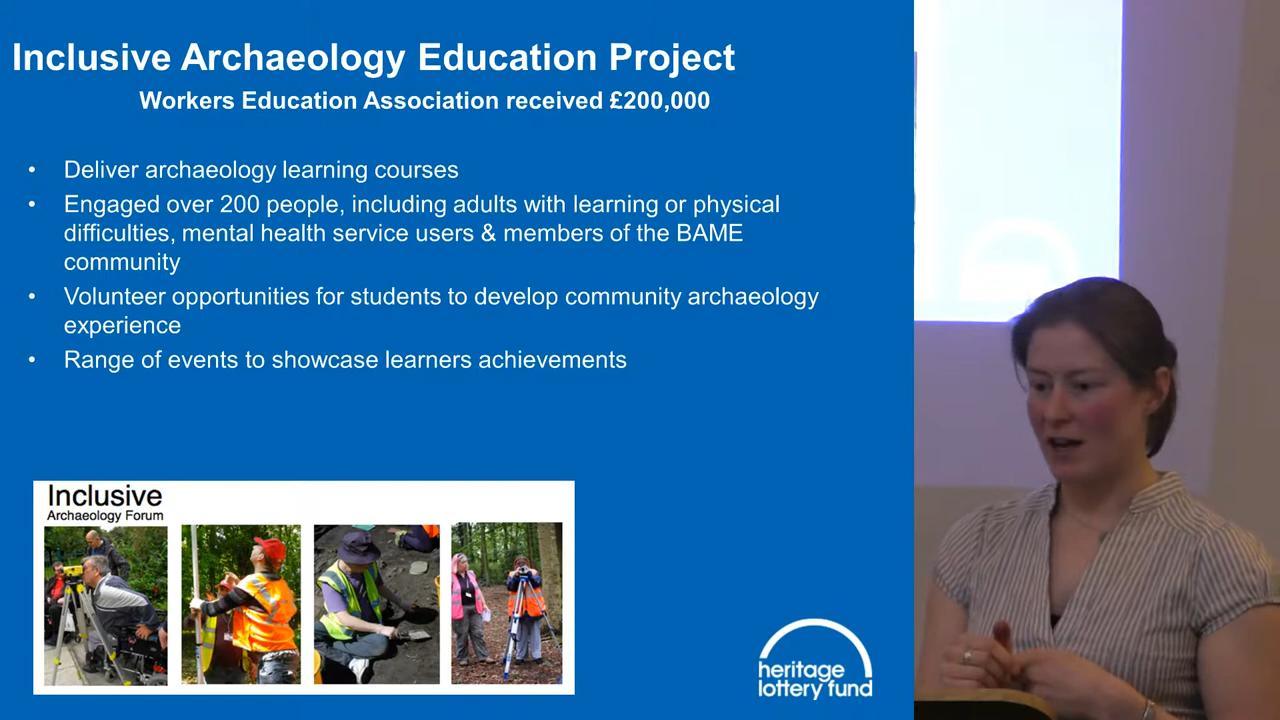 Inclusive Archaeology Education Project
Workers Education Association received £200,000
• Deliver archaeology learning courses
• Engaged over 200 people, including adults with learning or physical
difficulties, mental health service users & members of the BAME
community
• Volunteer opportunities for students to develop community archaeology
experience
• Range of events to showcase learners achievements
Inclusive
Archaeology Forum
heritage
lottery fund